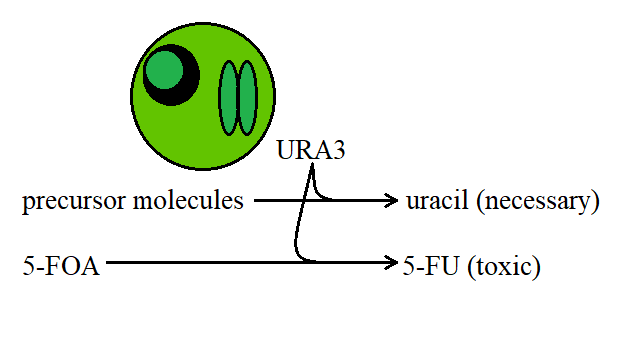 URA3
precursor molecules uracil (necessary)
5-FOA 5-FU (toxic)